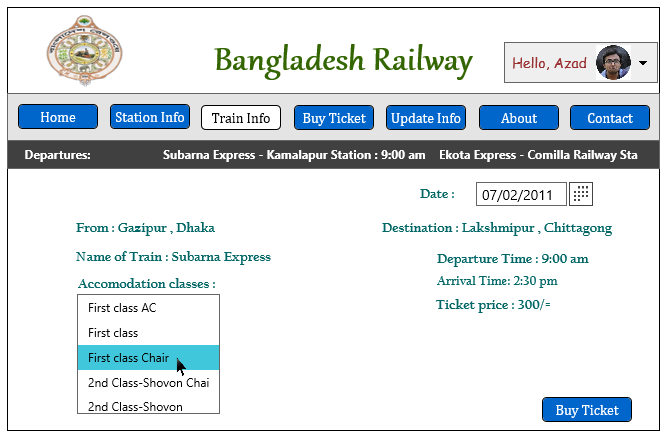 Bangladesh Railway
Hello, Azad
Home
Station Info
Train Info
Buy Ticket
Update Info
About
Contact
Departures: Subarna Express - Kamalapur Station : 9:00 am Ekota Express - Comilla Railway Sta
Date : 07/02/2011
From : Gazipur , Dhaka
Destination : Lakshmipur , Chittagong
Name of Train : Subarna Express
Departure Time : 9:00 am
Accomodation classes :
Arrival Time: 2:30 pm
Ticket price : 300/=
First class AC
First class
First class Chair
2nd Class-Shovon Chai
2nd Class-Shovon
Buy Ticket